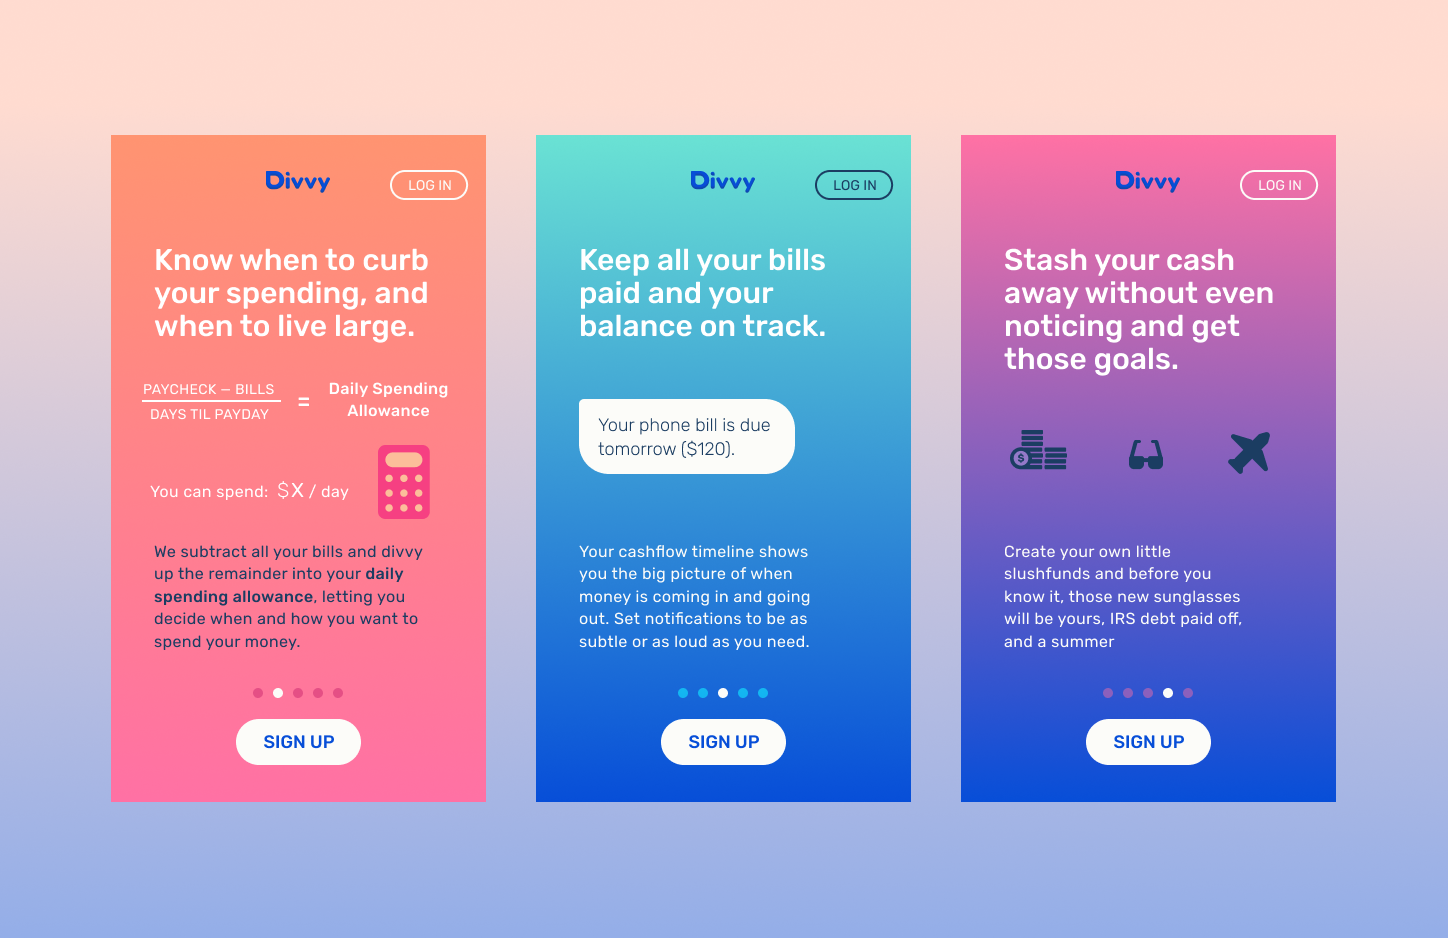 Divvy
LOG IN
Know when to curb
your spending, and
when to live large.
PAYCHECK – BILLS
DAYS TIL PAYDAY
=
Daily Spending
Allowance
You can spend: $X / day
We subtract all your bills and divvy
up the remainder into your daily
spending allowance, letting you
decide when and how you want to
spend your money.
SIGN UP
Divvy
LOG IN
Keep all your bills
paid and your
balance on track.
Your phone bill is due
tomorrow ($120).
Your cashflow timeline shows
you the big picture of when
money is coming in and going
out. Set notifications to be as
subtle or as loud as you need.
SIGN UP
Divvy
LOG IN
Stash your cash
away without even
noticing and get
those goals.
$
Create your own little
slushfunds and before you
know it, those new sunglasses
will be yours, IRS debt paid off,
and a summer
SIGN UP